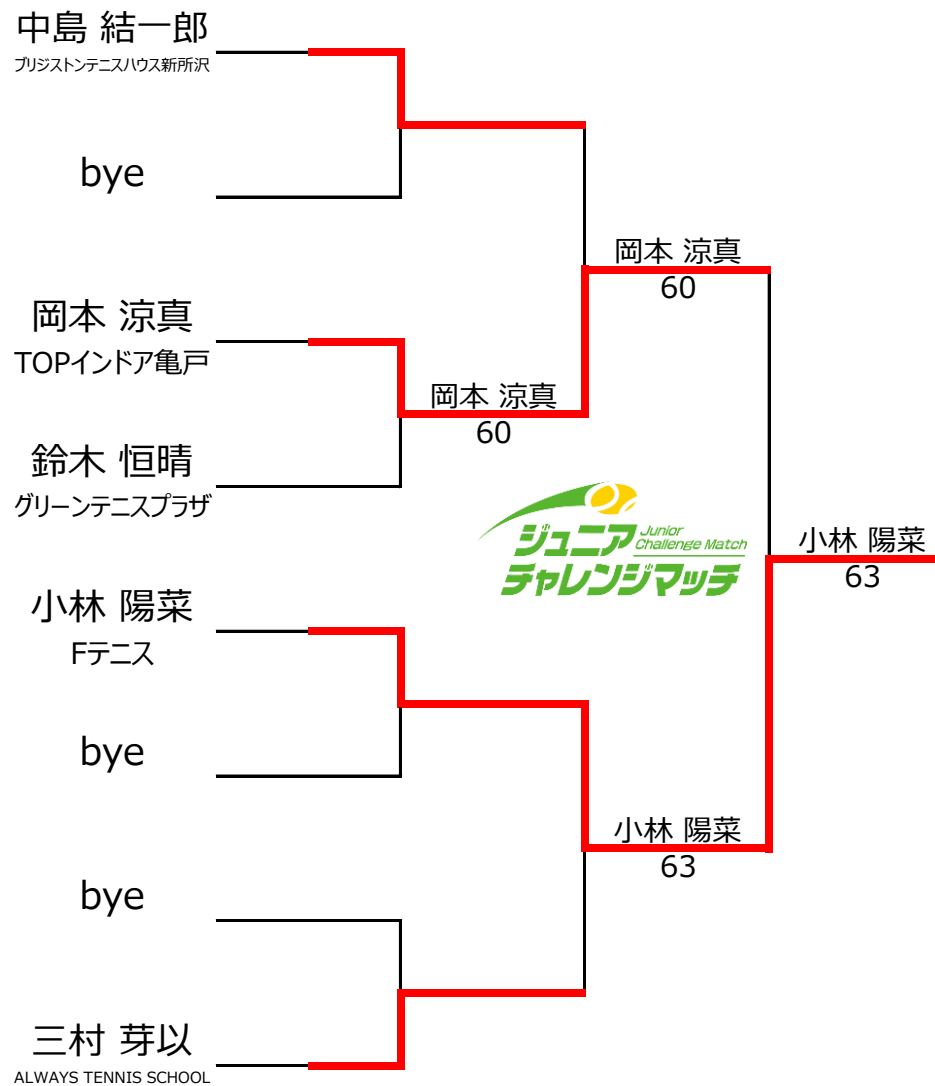 中島 結一郎
ブリジストンテニスハウス新所沢
bye
岡本 涼真
TOPインドア亀戸
鈴木 恒晴
グリーンテニスプラザ
小林 陽菜
Fテニス
bye
bye
三村 芽以
ALWAYS TENNIS SCHOOL
岡本 涼真
60
岡本 涼真
60
小林 陽菜
63
小林 陽菜
63
ジュニア
Junior
Challenge Match
チャレンジマッチ